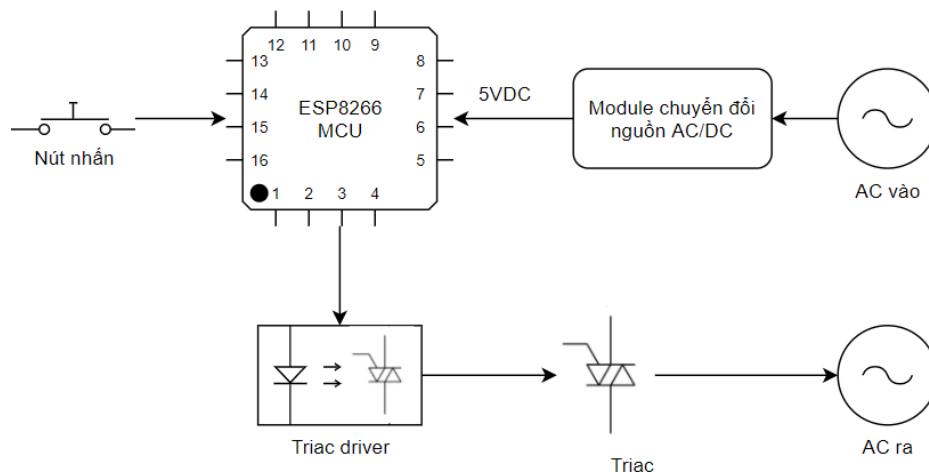 12 11 10 9
13 8
14 7
15 6
16 5
1 2 3 4
ESP8266
MCU
Nút nhấn
5VDC
Module chuyển đổi
nguồn AC/DC
AC vào
Triac driver
Triac
AC ra